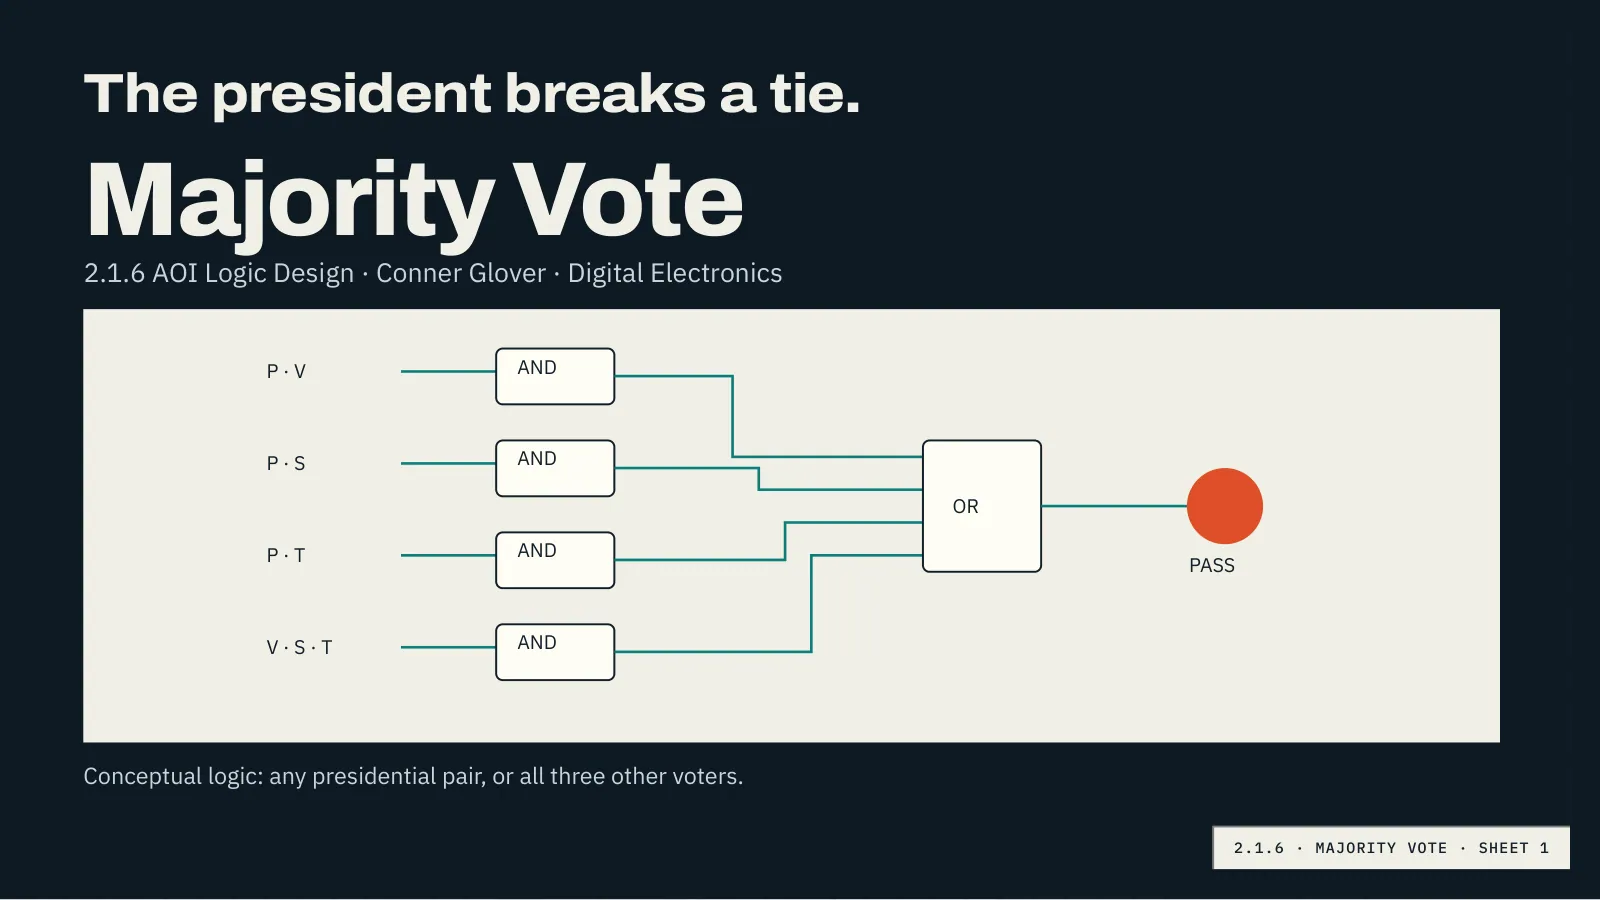 The president breaks a tie.
Majority Vote
2.1.6 AOI Logic Design · Conner Glover · Digital Electronics
P · V
AND
P · S
AND
OR
P · T
AND
PASS
V · S · T
AND
Conceptual logic: any presidential pair, or all three other voters.
2.1.6 · MAJORITY VOTE · SHEET 1